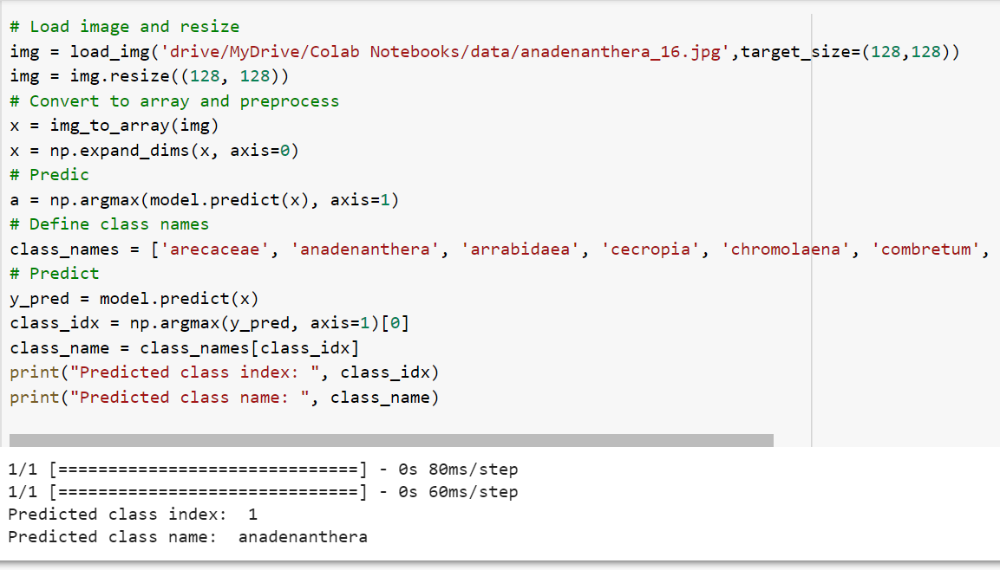 # Load image and resize
img = load_img('drive/MyDrive/Colab Notebooks/data/anadenanthera_16.jpg',target_size=(128,128))
img = img.resize((128, 128))
# Convert to array and preprocess
x = img_to_array(img)
x = np.expand_dims(x, axis=0)
# Predic
a = np.argmax(model.predict(x), axis=1)
# Define class names
class_names = ['arecaceae', 'anadenanthera', 'arrabidaea', 'cecropia', 'chromolaena', 'combretum',
# Predict
y_pred = model.predict(x)
class_idx = np.argmax(y_pred, axis=1)[0]
class_name = class_names[class_idx]
print("Predicted class index: ", class_idx)
print("Predicted class name: ", class_name)
1/1 [==============================] - 0s 80ms/step
1/1 [==============================] - 0s 60ms/step
Predicted class index:  1
Predicted class name:  anadenanthera